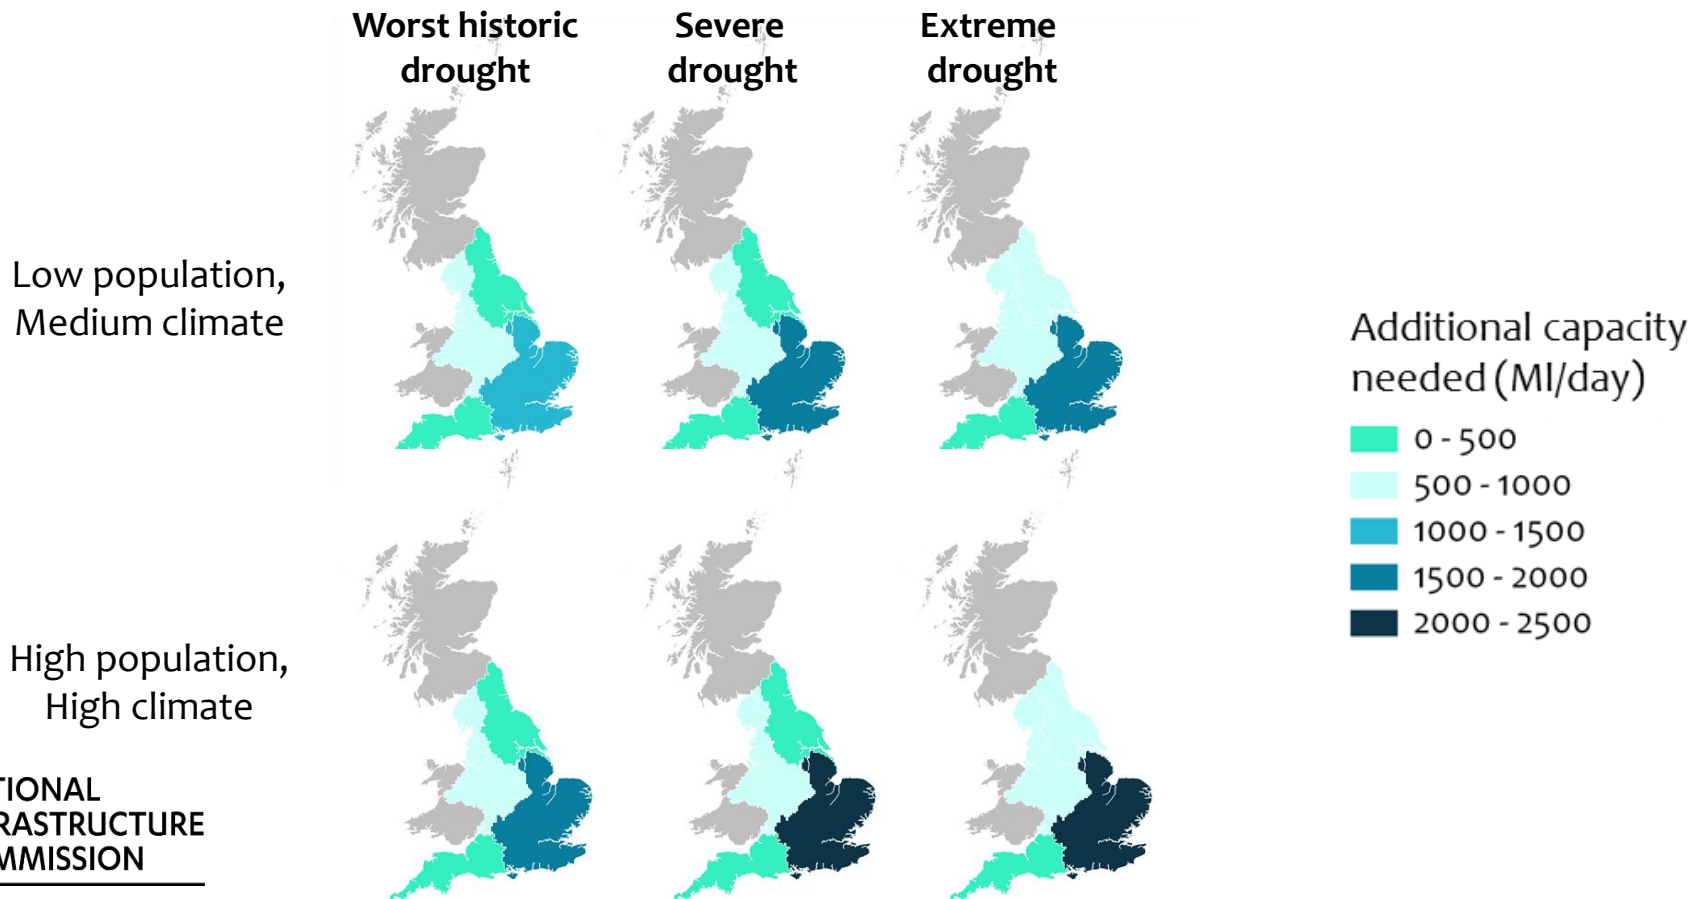 Worst historic
drought
Severe
drought
Extreme
drought
Low population,
Medium climate
High population,
High climate
Additional capacity
needed (Ml/day)
0 - 500
500 - 1000
1000 - 1500
1500 - 2000
2000 - 2500
TIONAL
RASTRUCTURE
MMISSION